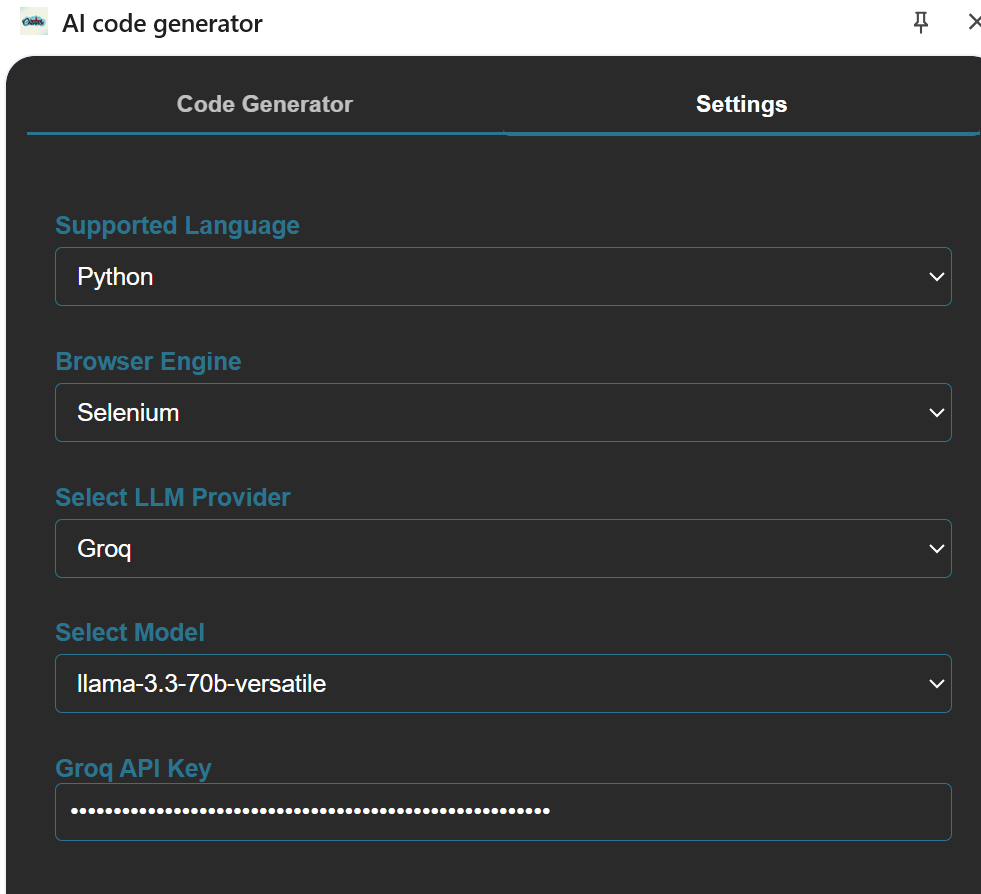 AI code generator
Code Generator
Settings
Supported Language
Python
Browser Engine
Selenium
Select LLM Provider
Groq
Select Model
llama-3.3-70b-versatile
Groq API Key